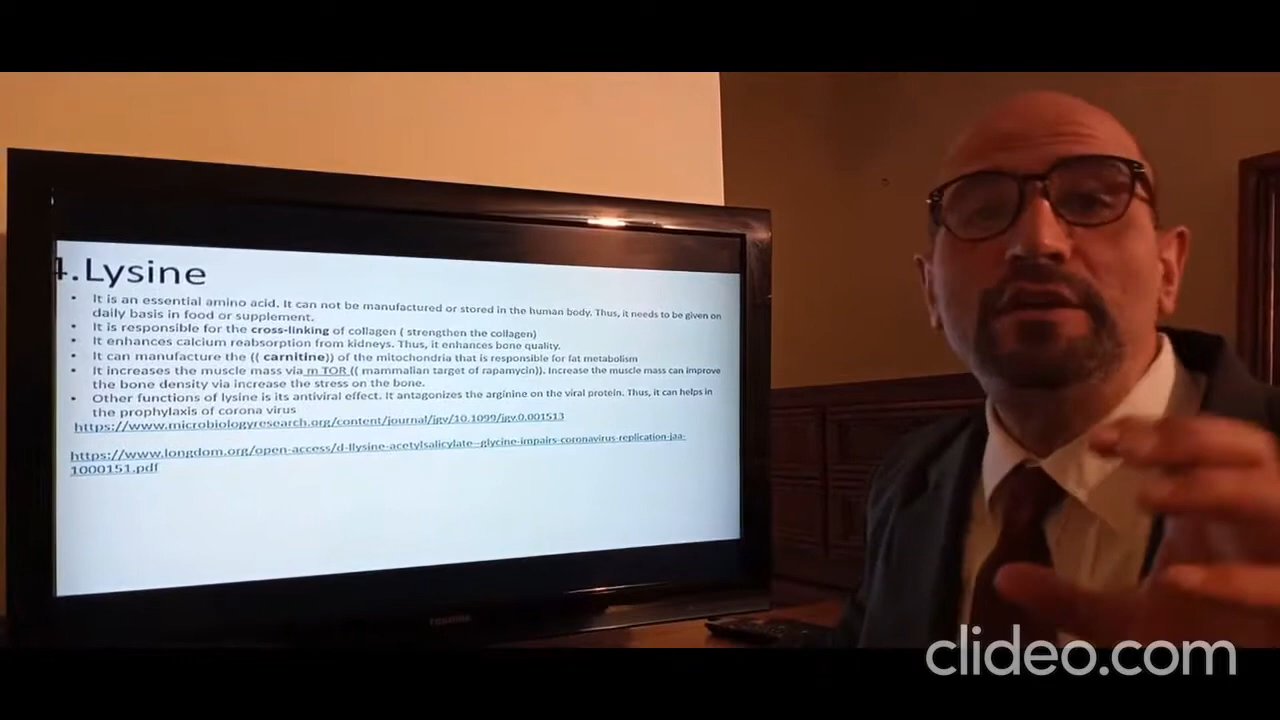 4.Lysine
• It is an essential amino acid. It can not be manufactured or stored in the human body. Thus, it needs to be given on
daily basis in food or supplement.
• It is responsible for the cross-linking of collagen ( strengthen the collagen)
• It enhances calcium reabsorption from kidneys. Thus, it enhances bone quality.
• It can manufacture the (( carnitine)) of the mitochondria that is responsible for fat metabolism
• It increases the muscle mass via m TOR (( mammalian target of rapamycin)). Increase the muscle mass can improve
the bone density via increase the stress on the bone.
• Other functions of lysine is its antiviral effect. It antagonizes the arginine on the viral protein. Thus, it can helps in
the prophylaxis of corona virus
https://www.microbiologyresearch.org/content/journal/jgv/10.1099/jgv.0.001513
https://www.longdom.org/open-access/d-llysine-acetylsalicylate--glycine-impairs-coronavirus-replication-jaa-
1000151.pdf
TOSHIBA
clideo.com